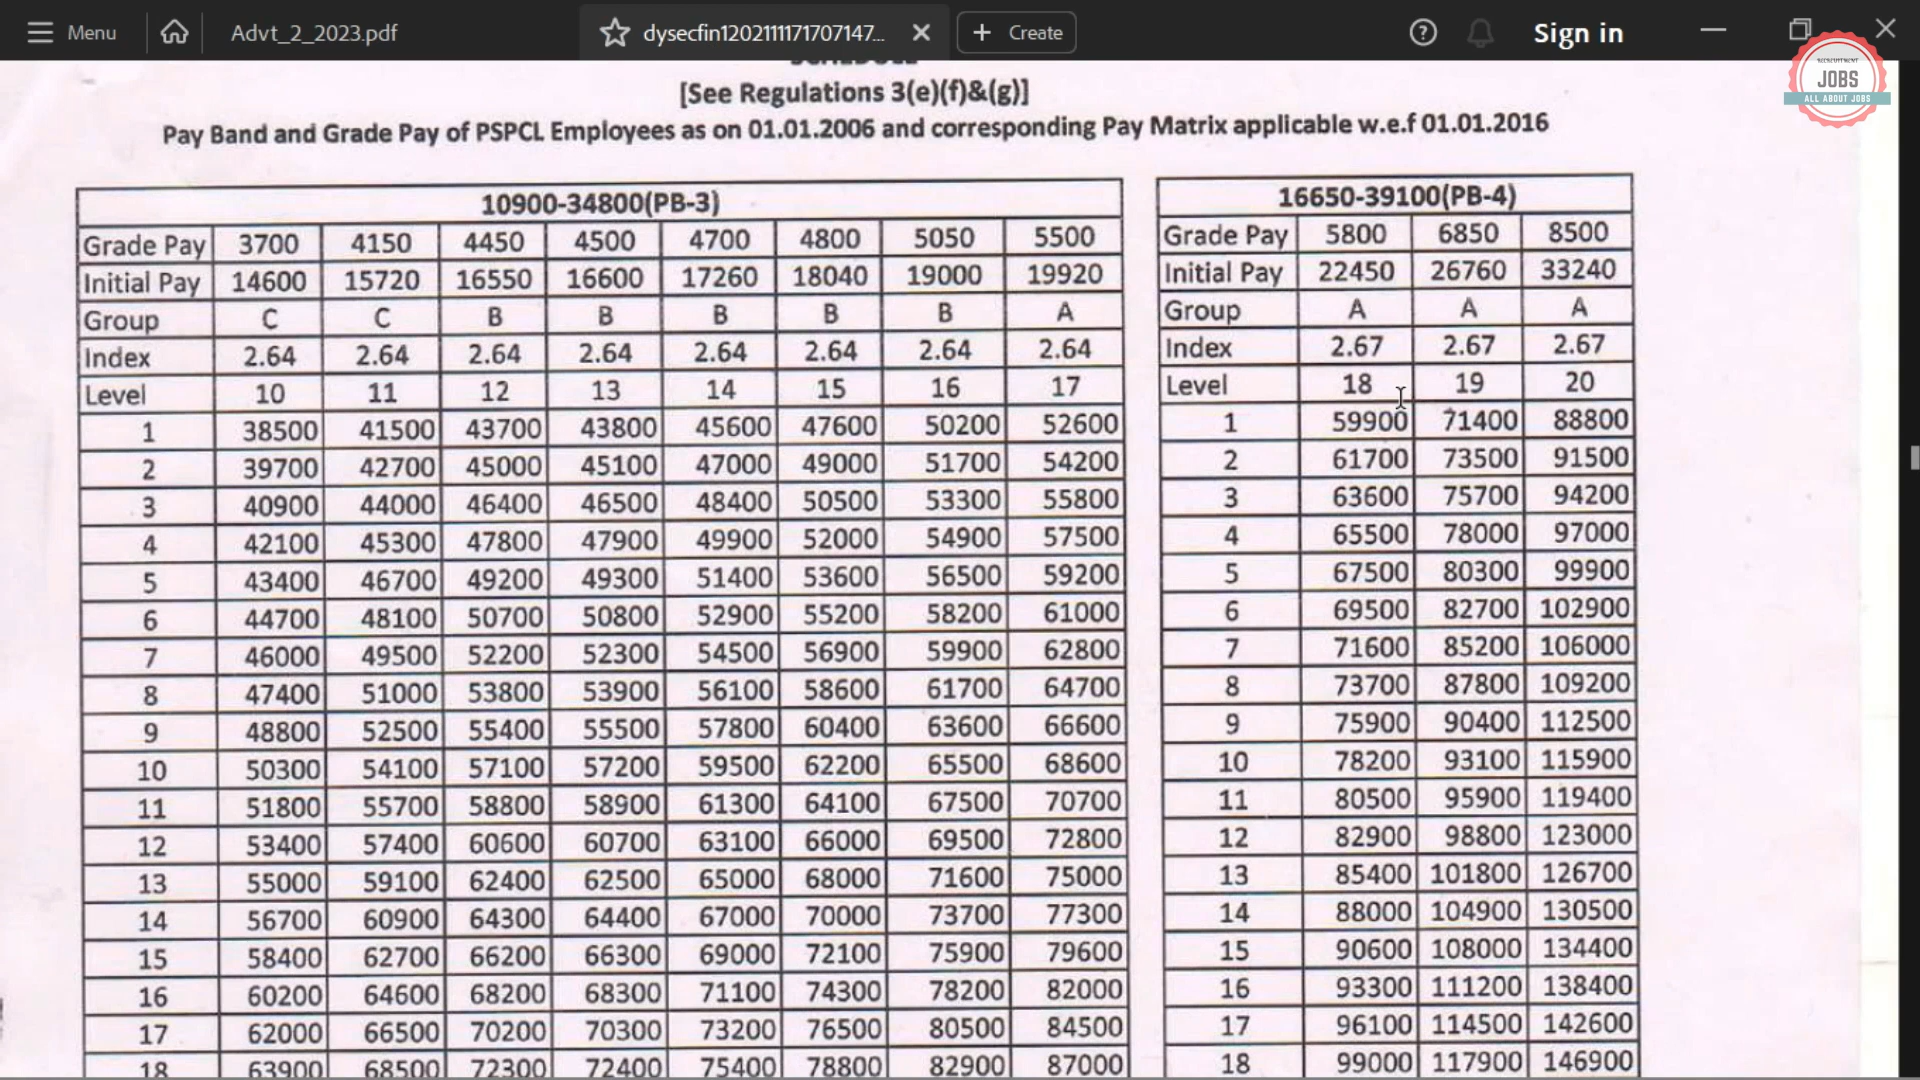 Menu
Advt_2_2023.pdf
dysecfin1202111171707147...
Create
Sign in
RECRUITMENT
JOBS
ALL ABOUT JOBS
SCHEDULE
[See Regulations 3(e)(f)&(g)]
Pay Band and Grade Pay of PSPCL Employees as on 01.01.2006 and corresponding Pay Matrix applicable w.e.f 01.01.2016
10900-34800(PB-3)
Grade Pay 3700 4150 4450 4500 4700 4800 5050 5500
Initial Pay 14600 15720 16550 16600 17260 18040 19000 19920
Group C C B B B B B A
Index 2.64 2.64 2.64 2.64 2.64 2.64 2.64 2.64
Level 10 11 12 13 14 15 16 17
1 38500 41500 43700 43800 45600 47600 50200 52600
2 39700 42700 45000 45100 47000 49000 51700 54200
3 40900 44000 46400 46500 48400 50500 53300 55800
4 42100 45300 47800 47900 49900 52000 54900 57500
5 43400 46700 49200 49300 51400 53600 56500 59200
6 44700 48100 50700 50800 52900 55200 58200 61000
7 46000 49500 52200 52300 54500 56900 59900 62800
8 47400 51000 53800 53900 56100 58600 61700 64700
9 48800 52500 55400 55500 57800 60400 63600 66600
10 50300 54100 57100 57200 59500 62200 65500 68600
11 51800 55700 58800 58900 61300 64100 67500 70700
12 53400 57400 60600 60700 63100 66000 69500 72800
13 55000 59100 62400 62500 65000 68000 71600 75000
14 56700 60900 64300 64400 67000 70000 73700 77300
15 58400 62700 66200 66300 69000 72100 75900 79600
16 60200 64600 68200 68300 71100 74300 78200 82000
17 62000 66500 70200 70300 73200 76500 80500 84500
18 63900 68500 72300 72400 75400 78800 82900 87000
16650-39100(PB-4)
Grade Pay 5800 6850 8500
Initial Pay 22450 26760 33240
Group A A A
Index 2.67 2.67 2.67
Level 18 19 20
1 59900 71400 88800
2 61700 73500 91500
3 63600 75700 94200
4 65500 78000 97000
5 67500 80300 99900
6 69500 82700 102900
7 71600 85200 106000
8 73700 87800 109200
9 75900 90400 112500
10 78200 93100 115900
11 80500 95900 119400
12 82900 98800 123000
13 85400 101800 126700
14 88000 104900 130500
15 90600 108000 134400
16 93300 111200 138400
17 96100 114500 142600
18 99000 117900 146900